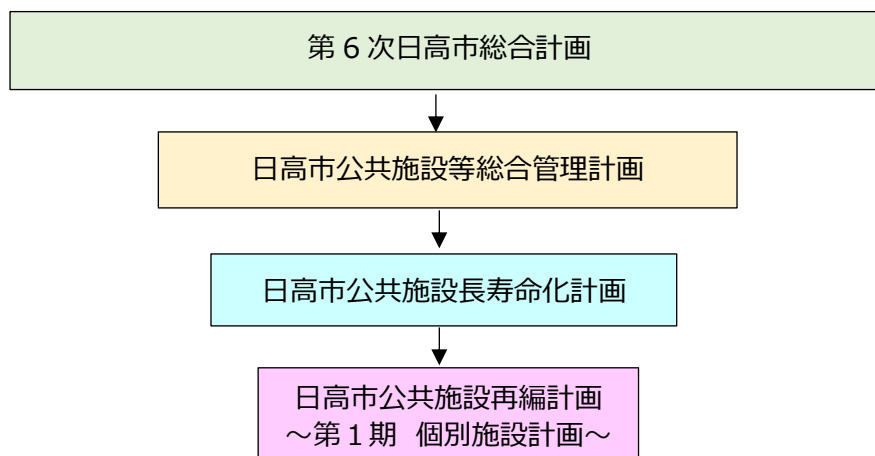 第６次日高市総合計画
日高市公共施設等総合管理計画
日高市公共施設長寿命化計画
日高市公共施設再編計画
～第１期 個別施設計画～